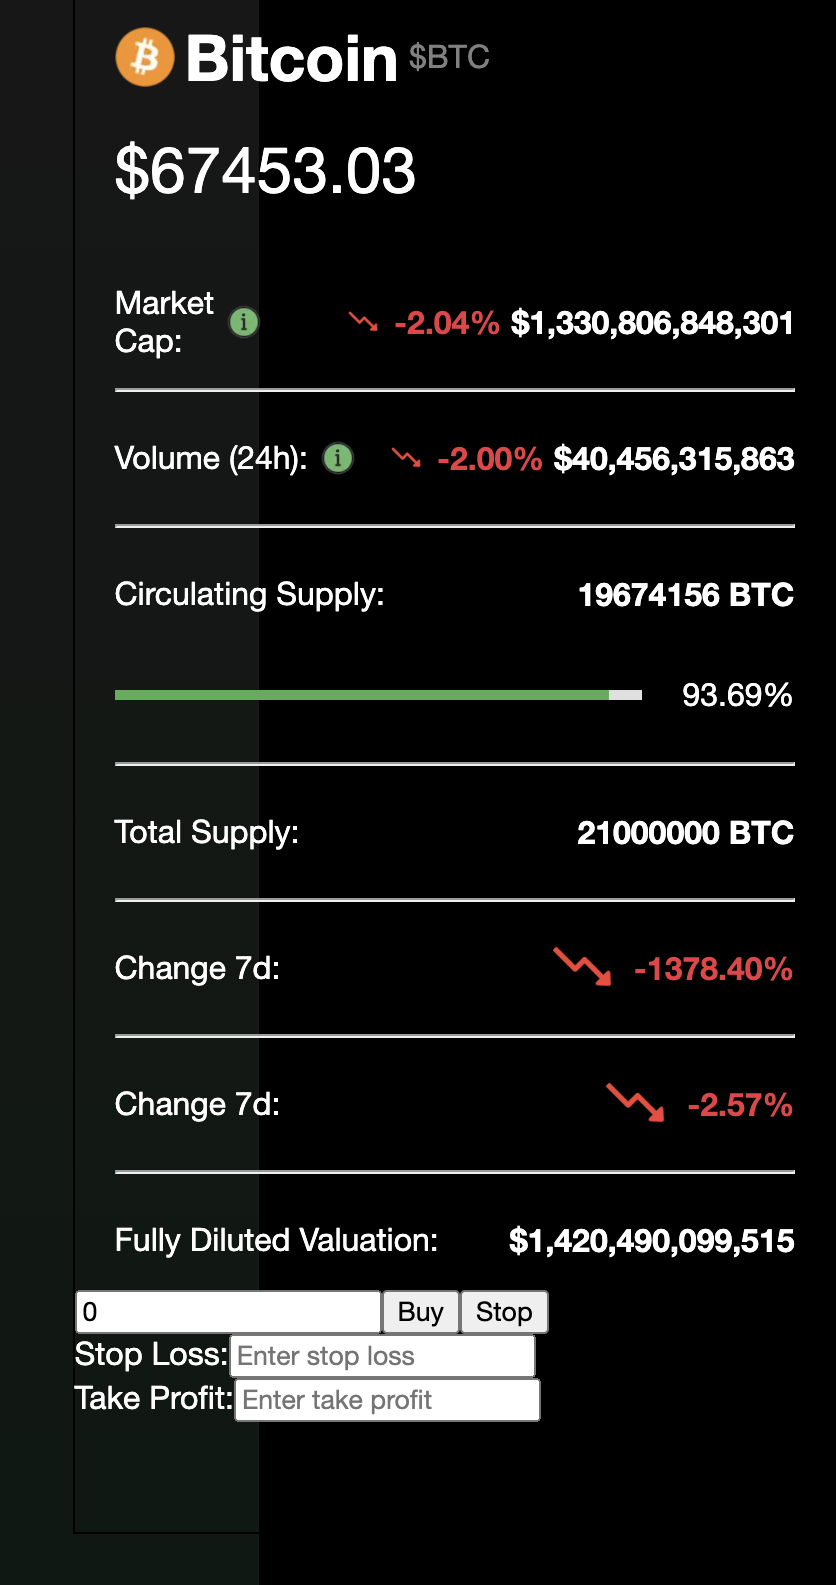 Bitcoin $BTC
$67453.03
Market
Cap: i -2.04% $1,330,806,848,301
Volume (24h): i -2.00% $40,456,315,863
Circulating Supply: 19674156 BTC
93.69%
Total Supply: 21000000 BTC
Change 7d: -1378.40%
Change 7d: -2.57%
Fully Diluted Valuation: $1,420,490,099,515
0 Buy Stop
Stop Loss: Enter stop loss
Take Profit: Enter take profit